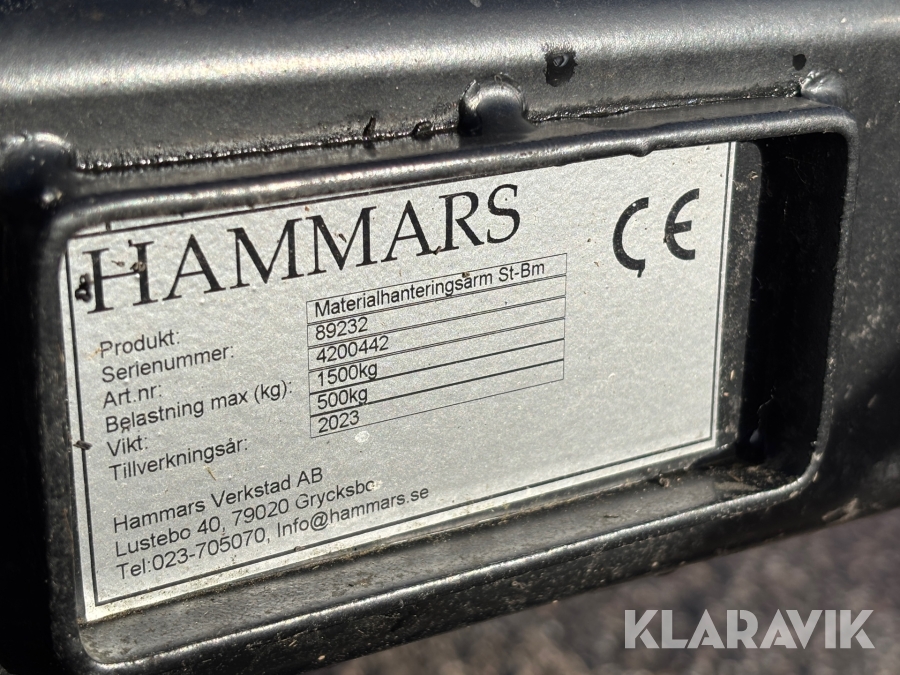 HAMMARS
CE
Produkt: Materialhanteringsarm St-Bm
Serienummer: 89232
Art.nr: 4200442
Belastning max (kg): 1500kg
Vikt: 500kg
Tillverkningsår: 2023
Hammars Verkstad AB
Lustebo 40, 79020 Grycksbo
Tel:023-705070, Info@hammars.se
KLARAVIK